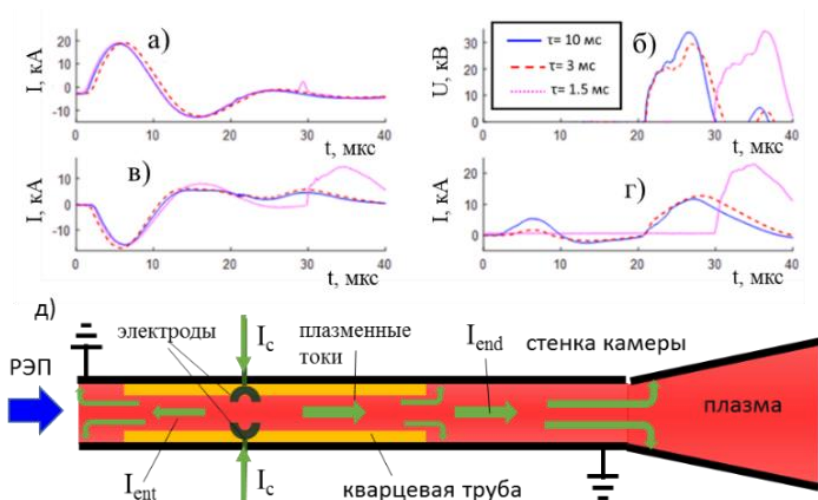 I, кА
20
10
0
-10
0
10
20
30
40
а)
t, мкс
U, кВ
30
20
10
0
0
10
20
30
40
б)
τ= 10 мс
τ= 3 мс
τ= 1.5 мс
t, мкс
I, кА
10
0
-10
0
10
20
30
40
в)
t, мкс
I, кА
20
10
0
0
10
20
30
40
г)
t, мкс
д)
РЭП
электроды
I_c
плазменные
токи
I_end
стенка камеры
плазма
I_ent
I_c
кварцевая труба